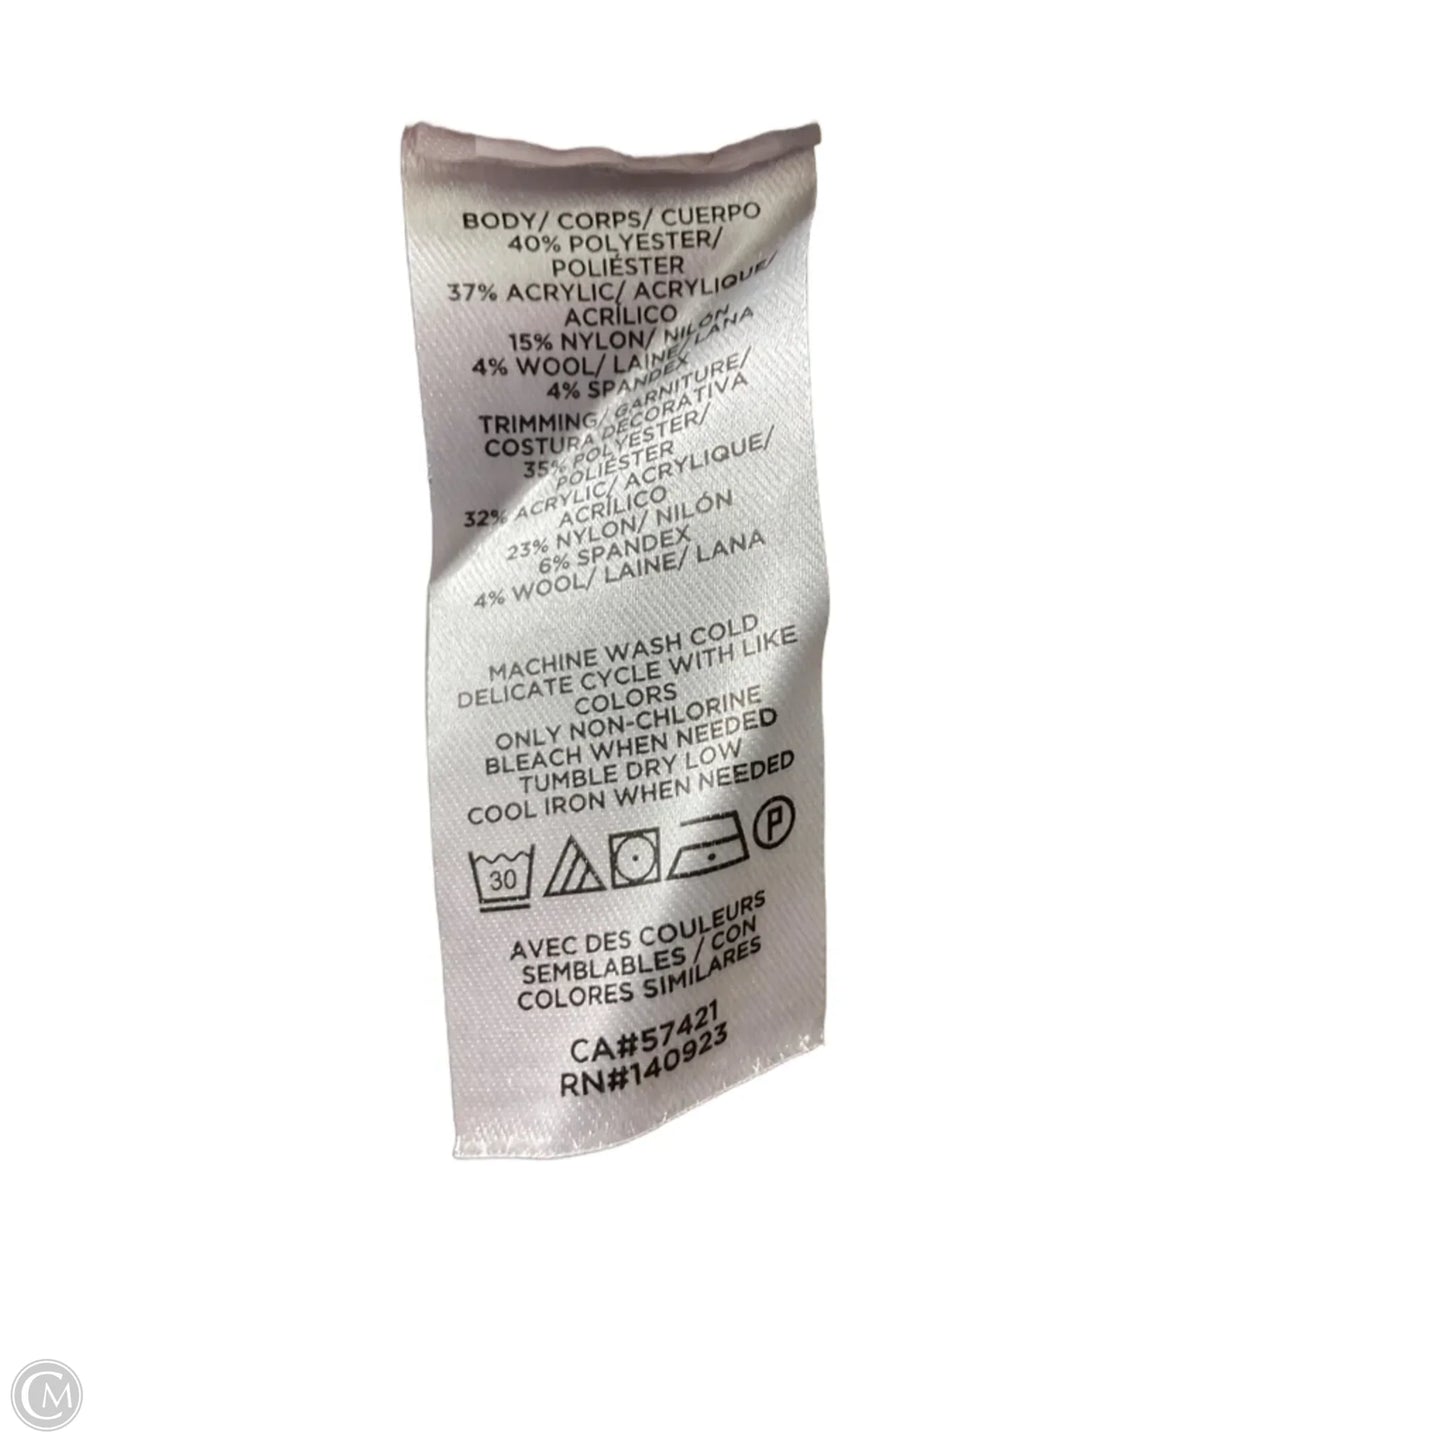 BODY/ CORPS/ CUERPO
40% POLYESTER/
POLIÉSTER
37% ACRYLIC/ ACRYLIQUE/
ACRÍLICO
15% NYLON/ NILÓN
4% WOOL/ LAINE/ LANA
4% SPANDEX
TRIMMING/ GARNITURE/
COSTURA DECORATIVA
35% POLYESTER/
POLIÉSTER
32% ACRYLIC/ ACRYLIQUE/
ACRÍLICO
23% NYLON/ NILÓN
6% SPANDEX
4% WOOL/ LAINE/ LANA
MACHINE WASH COLD
DELICATE CYCLE WITH LIKE
COLORS
ONLY NON-CHLORINE
BLEACH WHEN NEEDED
TUMBLE DRY LOW
COOL IRON WHEN NEEDED
30 P
AVEC DES COULEURS
SEMBLABLES / CON
COLORES SIMILARES
CA#57421
RN#140923
CM